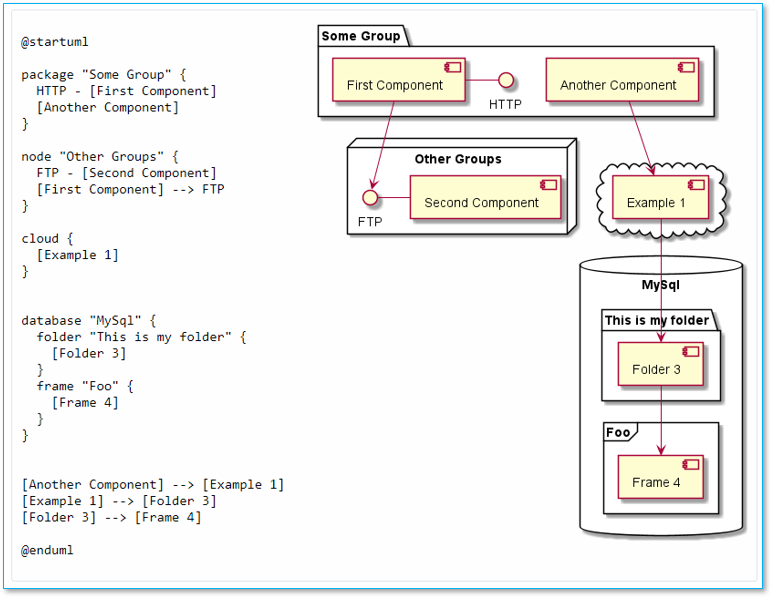 @startuml
package "Some Group" {
  HTTP - [First Component]
  [Another Component]
}
node "Other Groups" {
  FTP - [Second Component]
  [First Component] --> FTP
}
cloud {
  [Example 1]
}
database "MySql" {
  folder "This is my folder" {
    [Folder 3]
  }
  frame "Foo" {
    [Frame 4]
  }
}
[Another Component] --> [Example 1]
[Example 1] --> [Folder 3]
[Folder 3] --> [Frame 4]
@enduml
Some Group
First Component
HTTP
Another Component
Other Groups
FTP
Second Component
Example 1
MySql
This is my folder
Folder 3
Foo
Frame 4